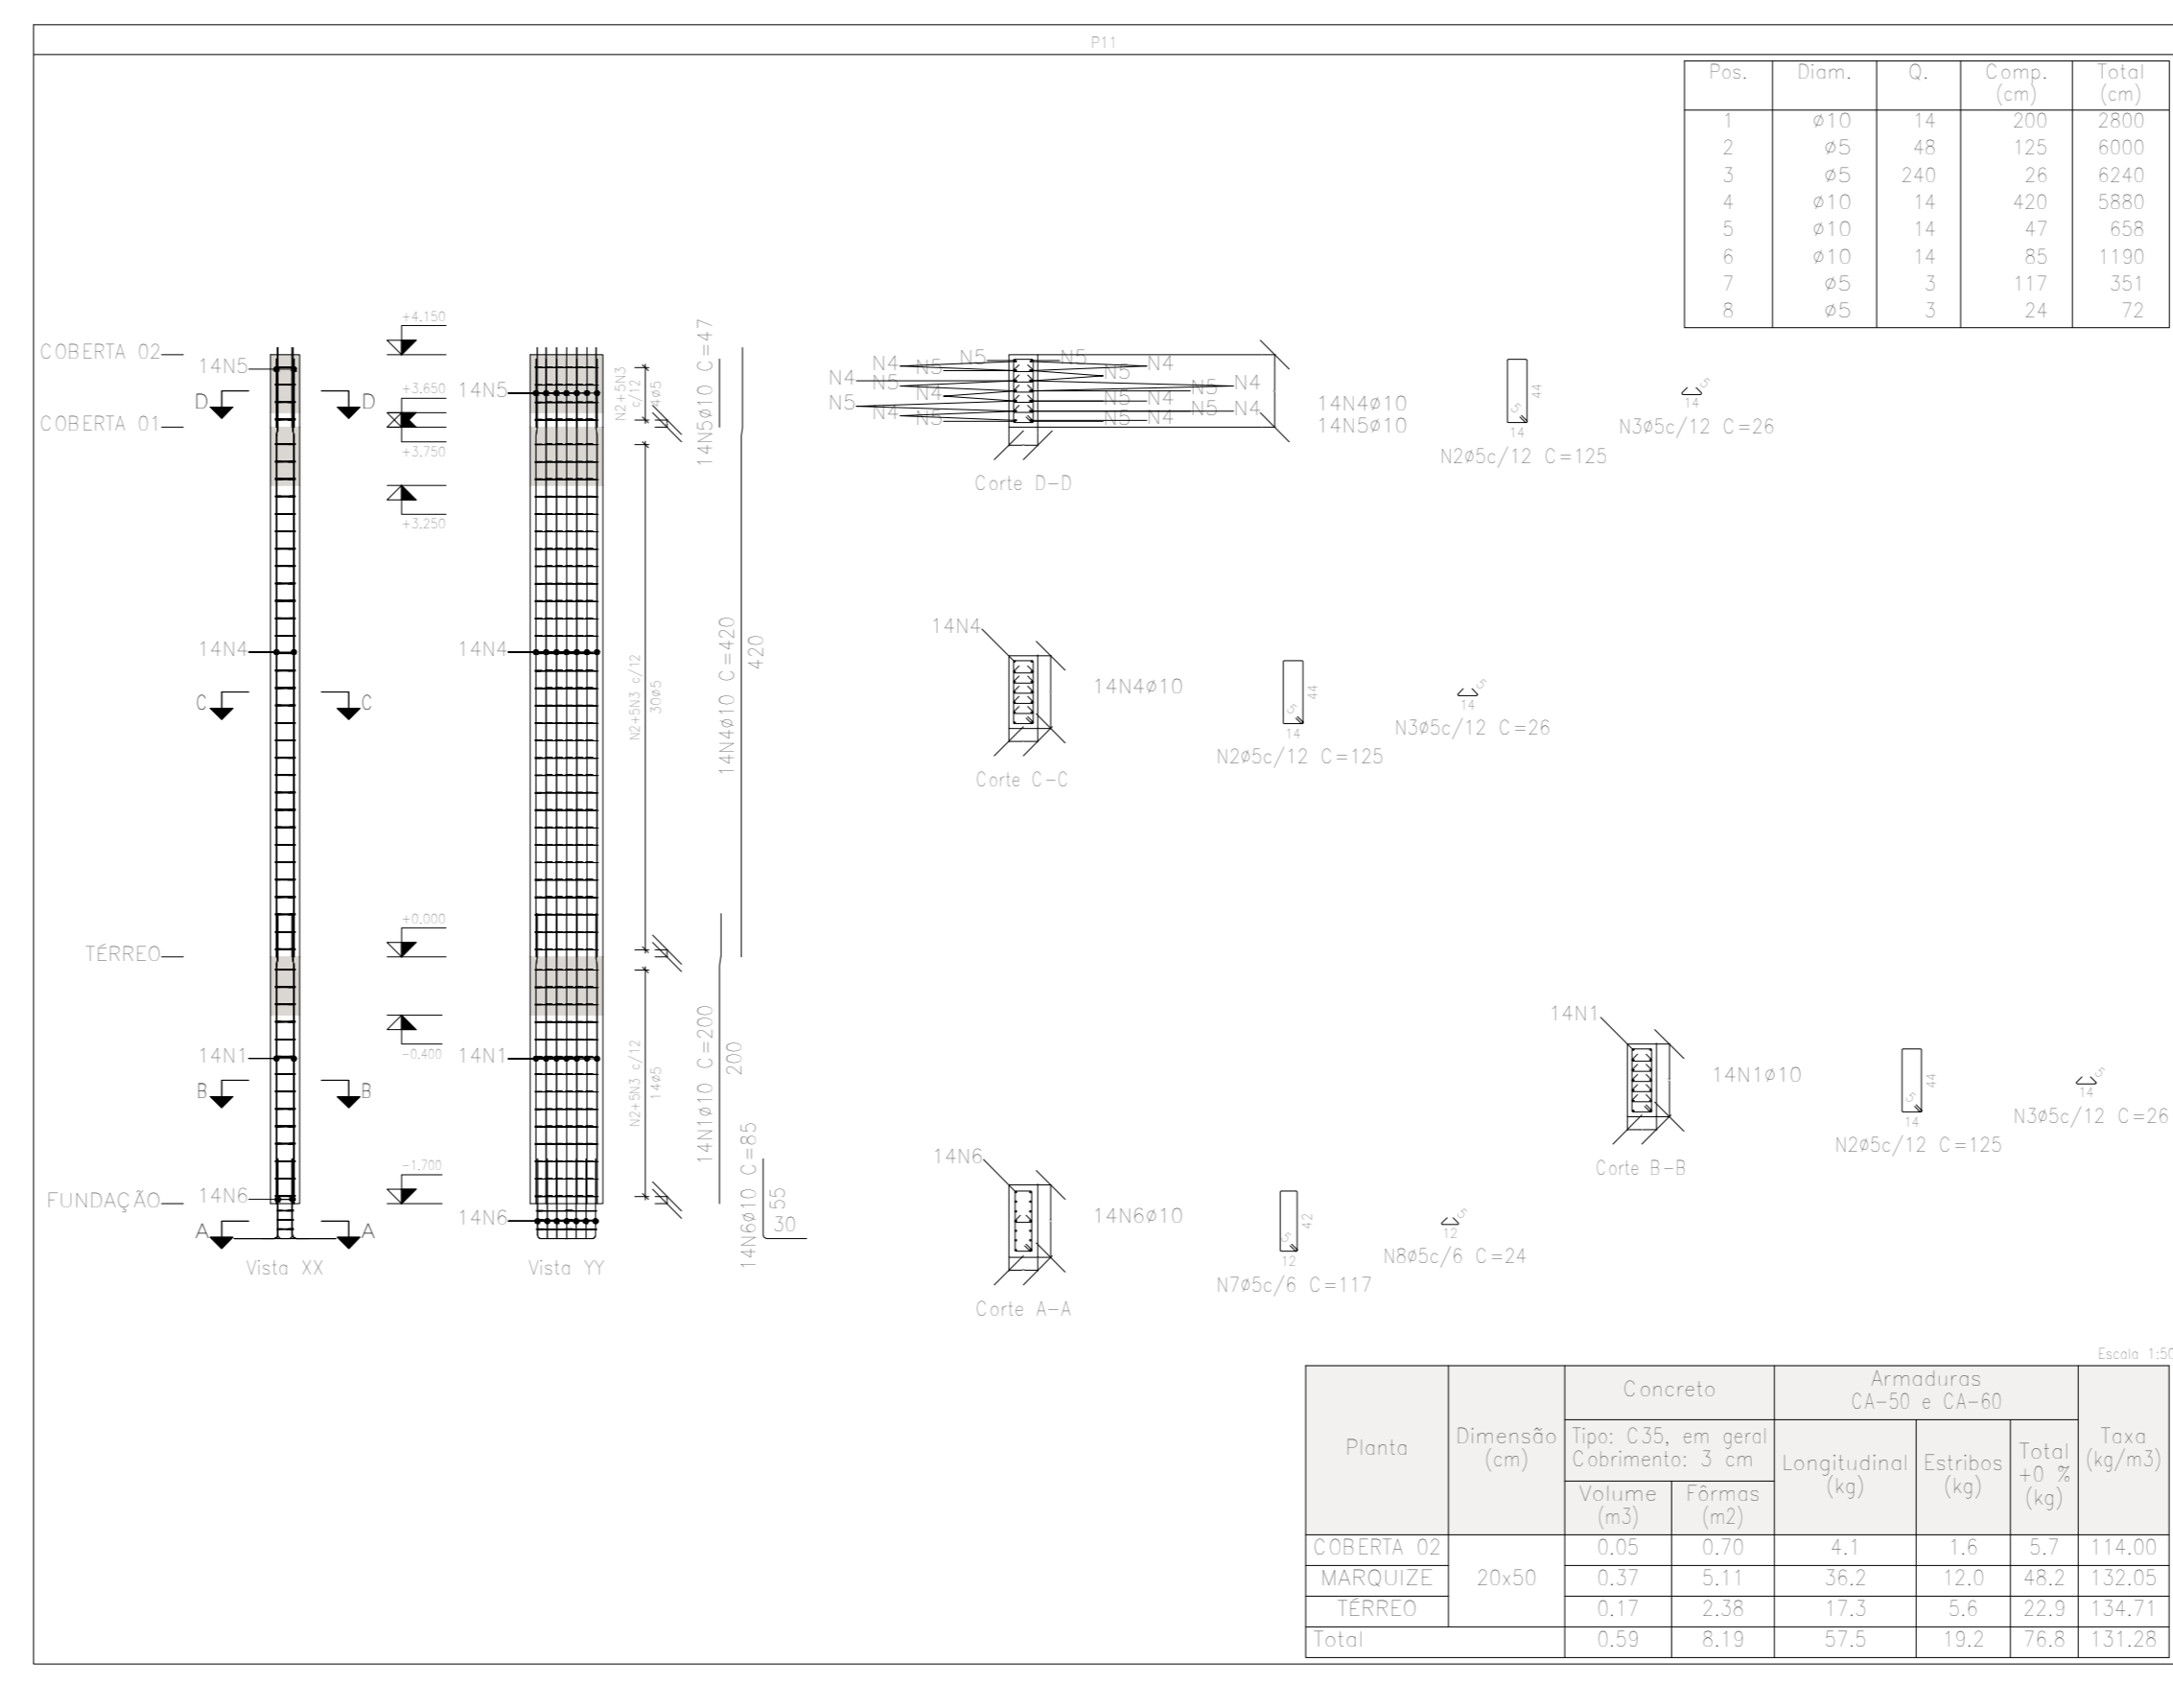 P11
Pos. Diam. Q. Comp. (cm) Total (cm)
1 ø10 14 200 2800
2 ø5 48 125 6000
3 ø5 240 26 6240
4 ø10 14 420 5880
5 ø10 14 47 658
6 ø10 14 85 1190
7 ø5 3 117 351
8 ø5 3 24 72
COBERTA 02
COBERTA 01
TÉRREO
FUNDAÇÃO
14N5
D D
14N4
C C
14N1
B B
14N6
A A
Vista XX
+4.150
+3.650
+3.750
+3.250
+0.000
-0.400
-1.700
14N5
14N4
14N1
14N6
Vista YY
N2+5N3
c/12
4ø5
N2+5N3 c/12
30ø5
N2+5N3 c/12
14ø5
14N5ø10 C=47
14N4ø10 C=420
420
14N1ø10 C=200
200
14N6ø10 C=85
55
30
N4 N5 N5 N5 N4
N4 N5 N5 N4
N4 N5 N5
N5 N4 N5 N4
N4 N5 N4
N5 N5 N4
14N4ø10
14N5ø10
Corte D-D
44
5
14
N2ø5c/12 C=125
5
14
N3ø5c/12 C=26
14N4
14N4ø10
Corte C-C
44
5
14
N2ø5c/12 C=125
5
14
N3ø5c/12 C=26
14N1
14N1ø10
Corte B-B
44
5
14
N2ø5c/12 C=125
5
14
N3ø5c/12 C=26
14N6
14N6ø10
Corte A-A
42
5
12
N7ø5c/6 C=117
5
12
N8ø5c/6 C=24
Escala 1:50
Planta
Dimensão
(cm)
Concreto
Tipo: C35, em geral
Cobrimento: 3 cm
Volume
(m3)
Fôrmas
(m2)
Armaduras
CA-50 e CA-60
Longitudinal
(kg)
Estribos
(kg)
Total
+0 %
(kg)
Taxa
(kg/m3)
COBERTA 02 0.05 0.70 4.1 1.6 5.7 114.00
MARQUIZE 20x50 0.37 5.11 36.2 12.0 48.2 132.05
TÉRREO 0.17 2.38 17.3 5.6 22.9 134.71
Total 0.59 8.19 57.5 19.2 76.8 131.28